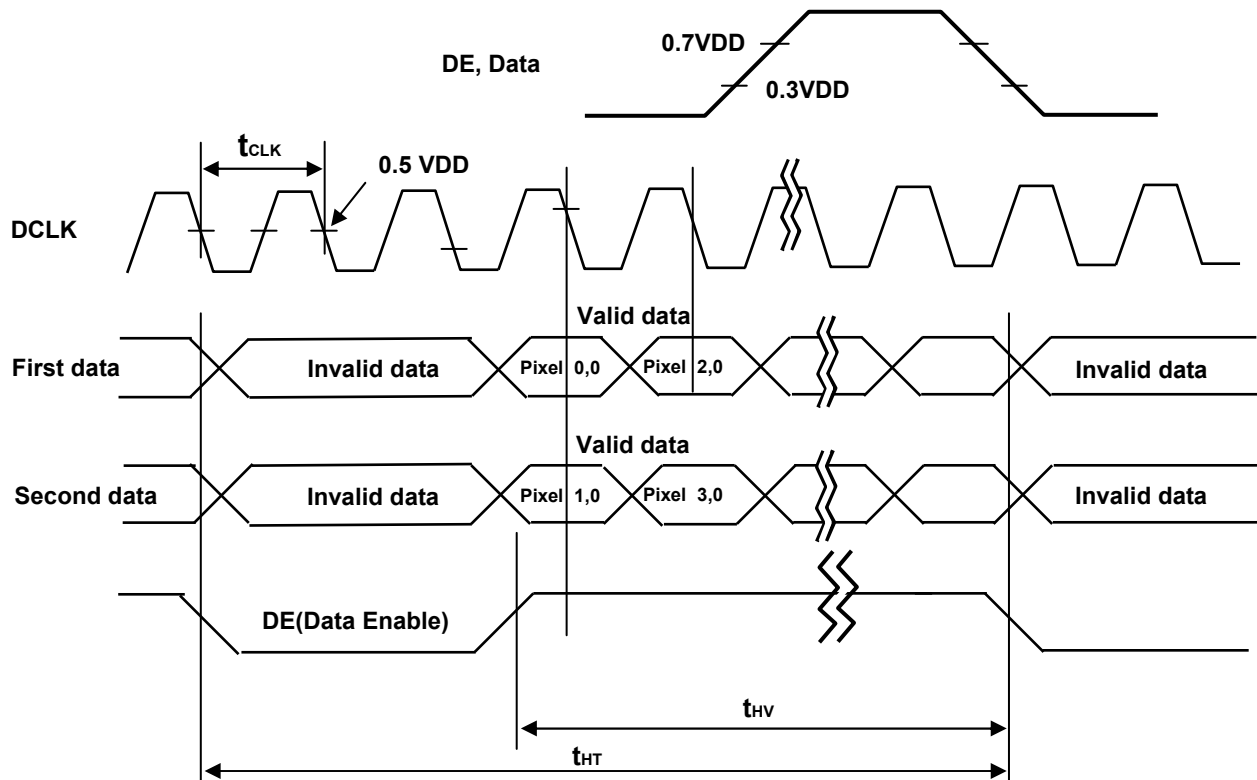 0.7VDD
DE, Data
0.3VDD
tCLK
0.5 VDD
DCLK
Valid data
First data
Invalid data
Pixel 0,0
Pixel 2,0
Invalid data
Valid data
Second data
Invalid data
Pixel 1,0
Pixel 3,0
Invalid data
DE(Data Enable)
tHV
tHT